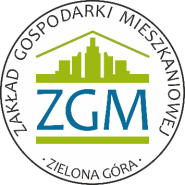 ZAKŁAD GOSPODARKI MIESZKANIOWEJ
ZGM
· ZIELONA GÓRA ·